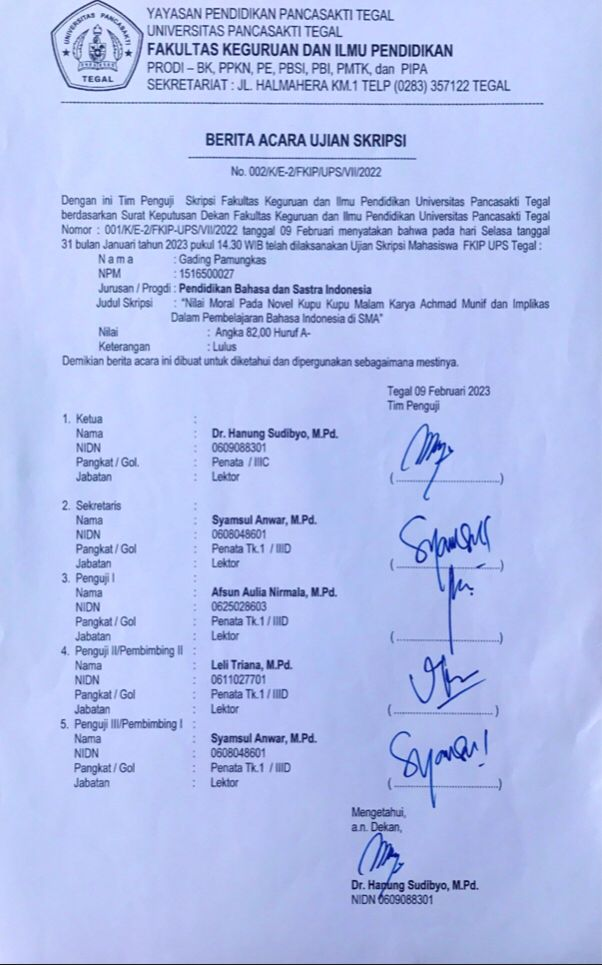 UNIVERSITAS PANCASAKTI
TEGAL
YAYASAN PENDIDIKAN PANCASAKTI TEGAL
UNIVERSITAS PANCASAKTI TEGAL
FAKULTAS KEGURUAN DAN ILMU PENDIDIKAN
PRODI – BK, PPKN, PE, PBSI, PBI, PMTK, dan PIPA
SEKRETARIAT : JL. HALMAHERA KM.1 TELP (0283) 357122 TEGAL
BERITA ACARA UJIAN SKRIPSI
No. 002/K/E-2/FKIP/UPS/VII/2022
Dengan ini Tim Penguji Skripsi Fakultas Keguruan dan Ilmu Pendidikan Universitas Pancasakti Tegal
berdasarkan Surat Keputusan Dekan Fakultas Keguruan dan Ilmu Pendidikan Universitas Pancasakti Tegal
Nomor : 001/K/E-2/FKIP-UPS/VII/2022 tanggal 09 Februari menyatakan bahwa pada hari Selasa tanggal
31 bulan Januari tahun 2023 pukul 14.30 WIB telah dilaksanakan Ujian Skripsi Mahasiswa FKIP UPS Tegal :
N a m a : Gading Pamungkas
NPM : 1516500027
Jurusan / Progdi : Pendidikan Bahasa dan Sastra Indonesia
Judul Skripsi : "Nilai Moral Pada Novel Kupu Kupu Malam Karya Achmad Munif dan Implikas
Dalam Pembelajaran Bahasa Indonesia di SMA"
Nilai : Angka 82,00 Huruf A-
Keterangan : Lulus
Demikian berita acara ini dibuat untuk diketahui dan dipergunakan sebagaimana mestinya.
Tegal 09 Februari 2023
Tim Penguji
1. Ketua :
Nama : Dr. Hanung Sudibyo, M.Pd.
NIDN : 0609088301
Pangkat / Gol. : Penata / IIIC
Jabatan : Lektor (..............................)
2. Sekretaris :
Nama : Syamsul Anwar, M.Pd.
NIDN : 0608048601
Pangkat / Gol : Penata Tk.1 / IIID
Jabatan : Lektor (..............................)
3. Penguji I :
Nama : Afsun Aulia Nirmala, M.Pd.
NIDN : 0625028603
Pangkat / Gol : Penata Tk.1 / IIID
Jabatan : Lektor (..............................)
4. Penguji II/Pembimbing II :
Nama : Leli Triana, M.Pd.
NIDN : 0611027701
Pangkat / Gol : Penata Tk.1 / IIID
Jabatan : Lektor (..............................)
5. Penguji III/Pembimbing I :
Nama : Syamsul Anwar, M.Pd.
NIDN : 0608048601
Pangkat / Gol : Penata Tk.1 / IIID
Jabatan : Lektor (..............................)
Mengetahui,
a.n. Dekan,
Dr. Hanung Sudibyo, M.Pd.
NIDN 0609088301